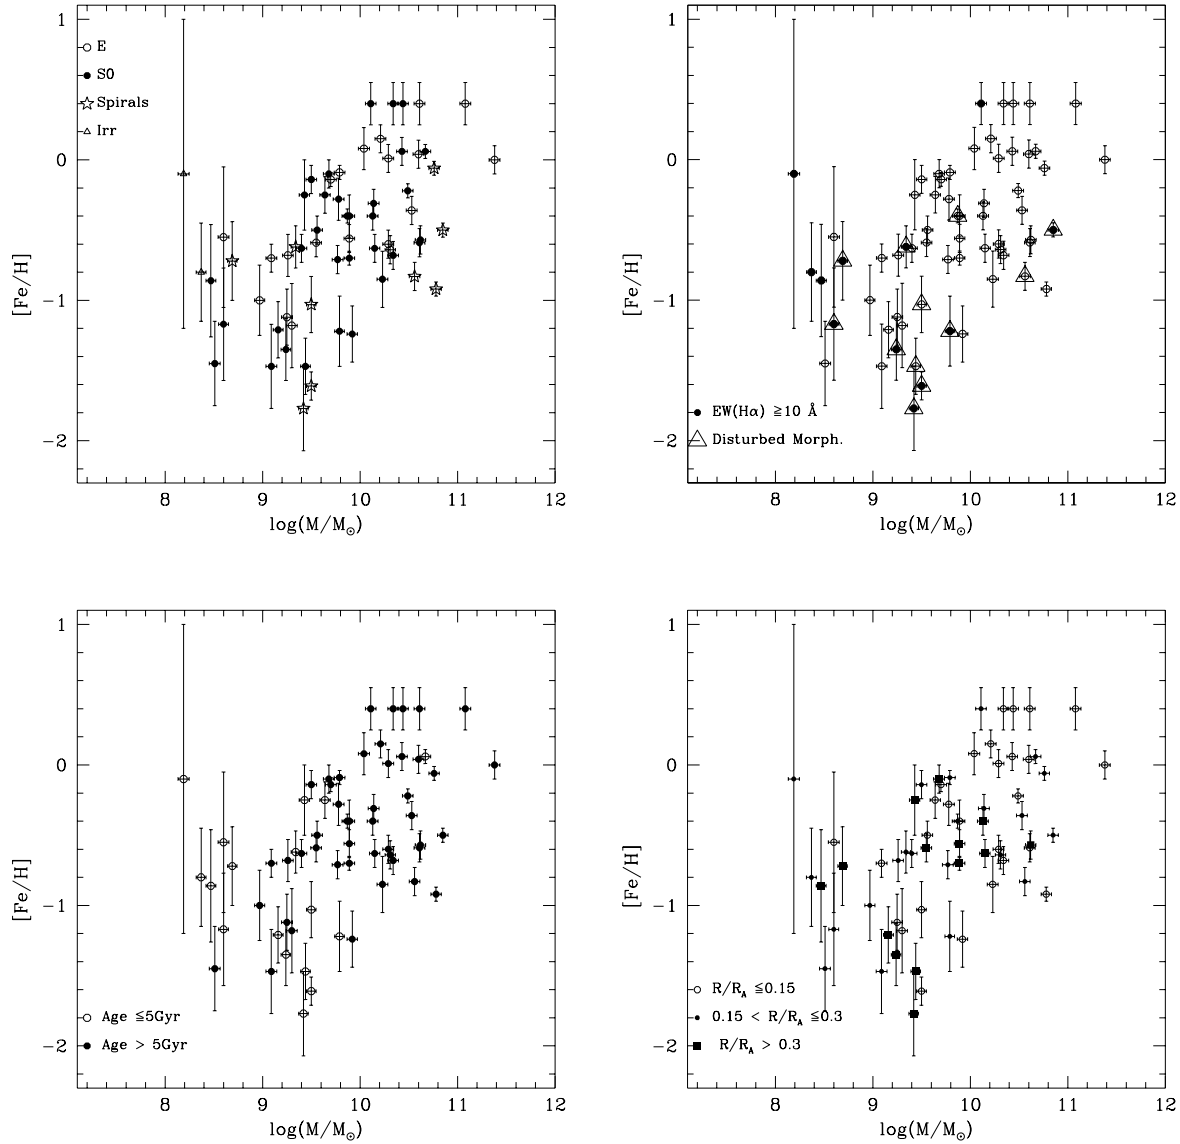 1
0
−1
−2
[Fe/H]
E
S0
Spirals
Irr
8
9
10
11
12
log(M/M⊙)
1
0
−1
−2
[Fe/H]
EW(Hα) ≧10 Å
Disturbed Morph.
8
9
10
11
12
log(M/M⊙)
1
0
−1
−2
[Fe/H]
Age ≦5Gyr
Age > 5Gyr
8
9
10
11
12
log(M/M⊙)
1
0
−1
−2
[Fe/H]
R/R_A ≦0.15
0.15 < R/R_A ≦0.3
R/R_A > 0.3
8
9
10
11
12
log(M/M⊙)